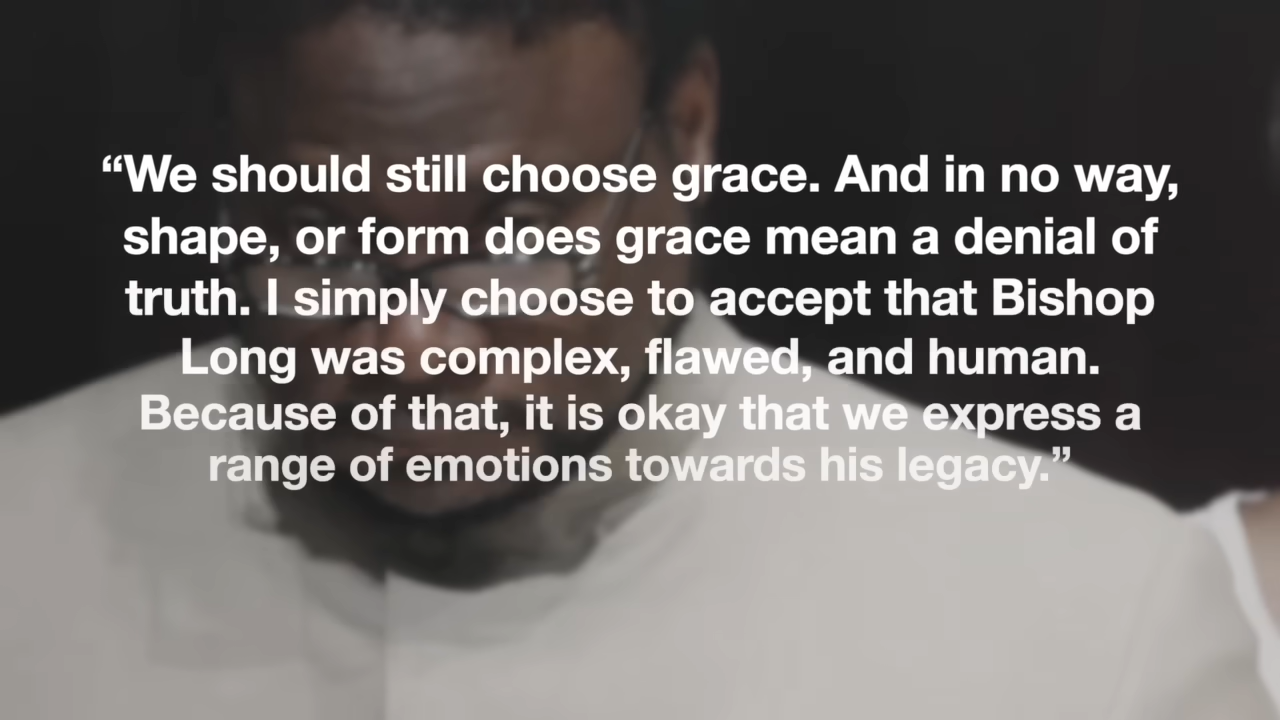 “We should still choose grace. And in no way,
shape, or form does grace mean a denial of
truth. I simply choose to accept that Bishop
Long was complex, flawed, and human.
Because of that, it is okay that we express a
range of emotions towards his legacy.”